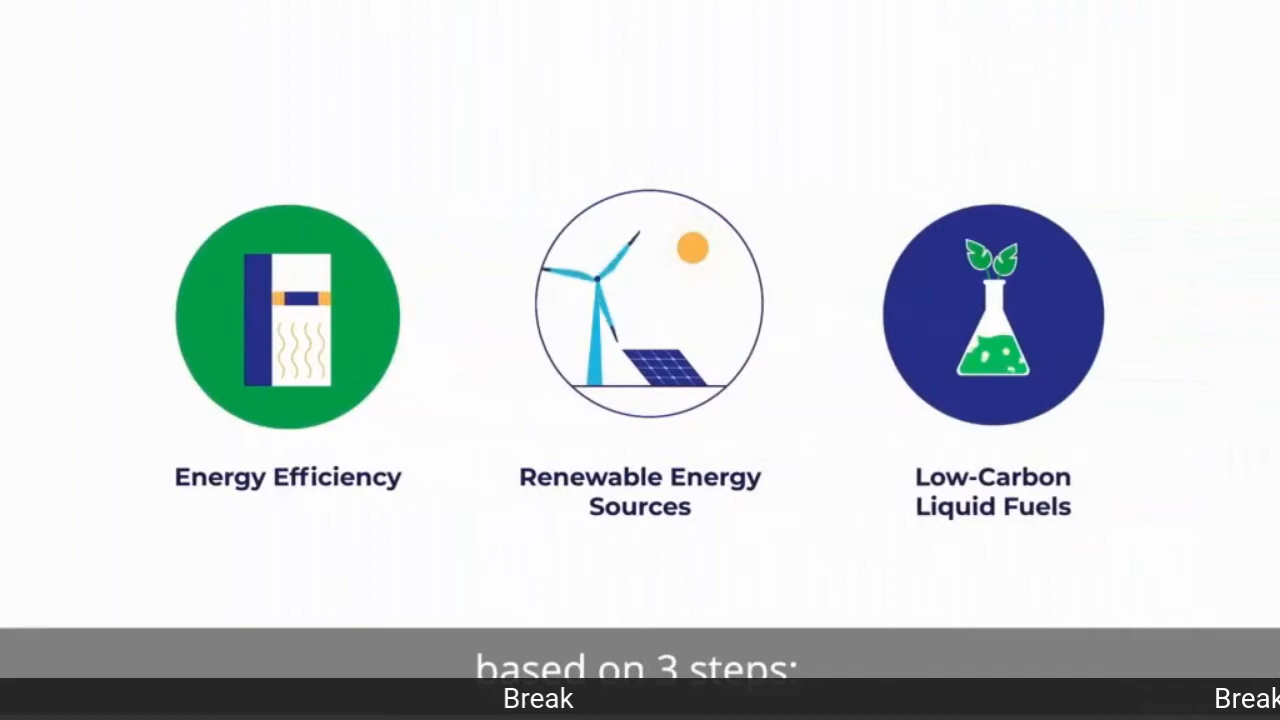 Energy Efficiency
Renewable Energy
Sources
Low-Carbon
Liquid Fuels
based on 3 steps:
Break
Break